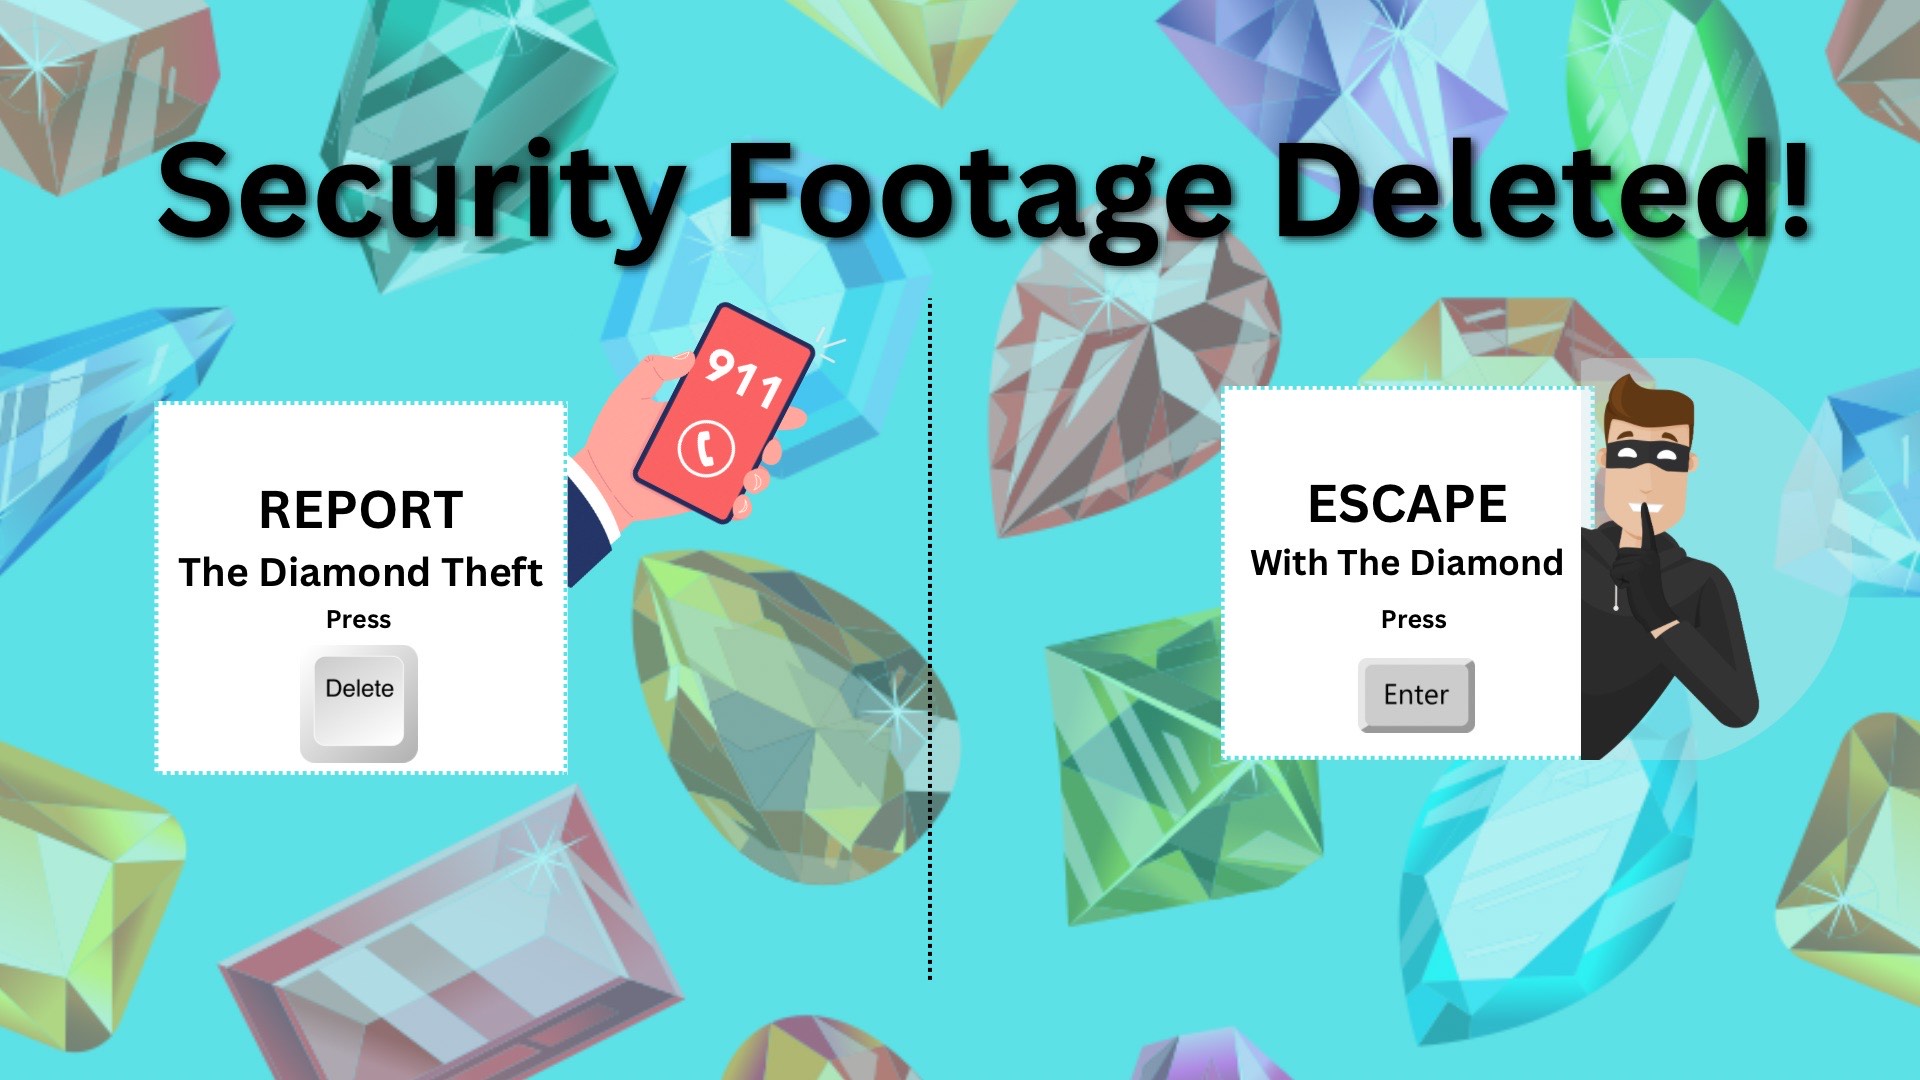 Security Footage Deleted!
911
REPORT
The Diamond Theft
Press
Delete
ESCAPE
With The Diamond
Press
Enter